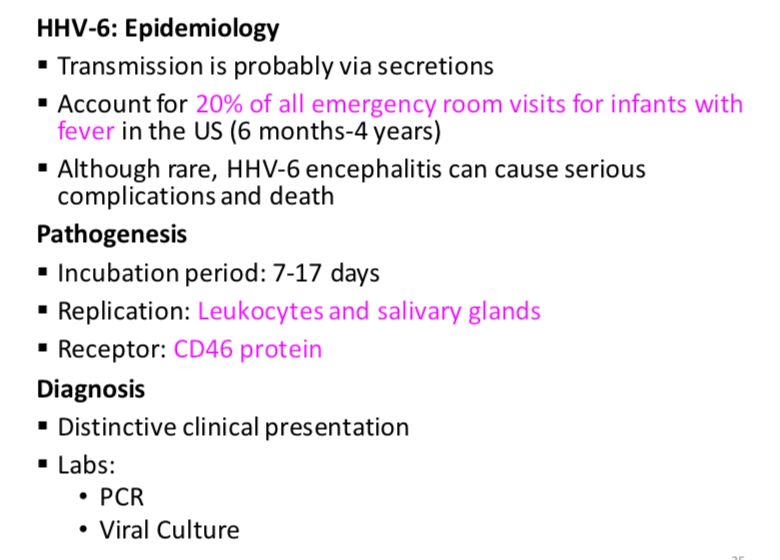 HHV-6: Epidemiology
▪ Transmission is probably via secretions
▪ Account for 20% of all emergency room visits for infants with
fever in the US (6 months-4 years)
▪ Although rare, HHV-6 encephalitis can cause serious
complications and death
Pathogenesis
▪ Incubation period: 7-17 days
▪ Replication: Leukocytes and salivary glands
▪ Receptor: CD46 protein
Diagnosis
▪ Distinctive clinical presentation
▪ Labs:
• PCR
• Viral Culture